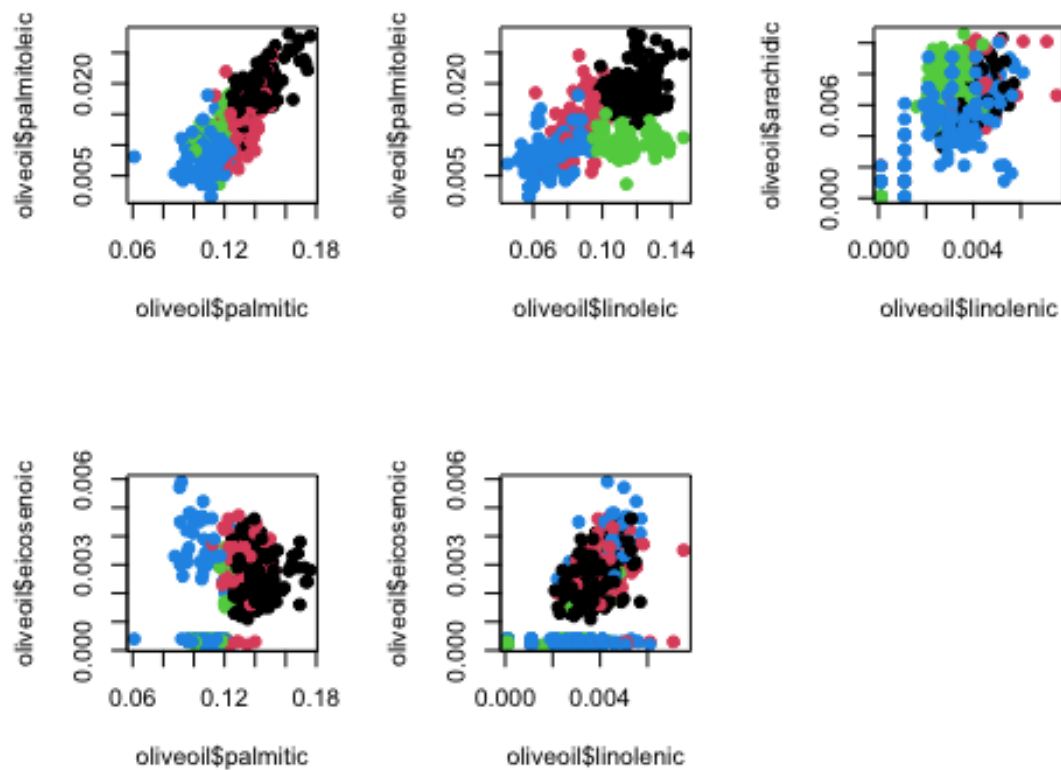 oliveoil$palmitoleic
0.005 0.020
0.06 0.12 0.18
oliveoil$palmitic
oliveoil$palmitoleic
0.005 0.020
0.06 0.10 0.14
oliveoil$linoleic
oliveoil$arachidic
0.000 0.006
0.000 0.004
oliveoil$linolenic
oliveoil$eicosenoic
0.000 0.003 0.006
0.06 0.12 0.18
oliveoil$palmitic
oliveoil$eicosenoic
0.000 0.003 0.006
0.000 0.004
oliveoil$linolenic